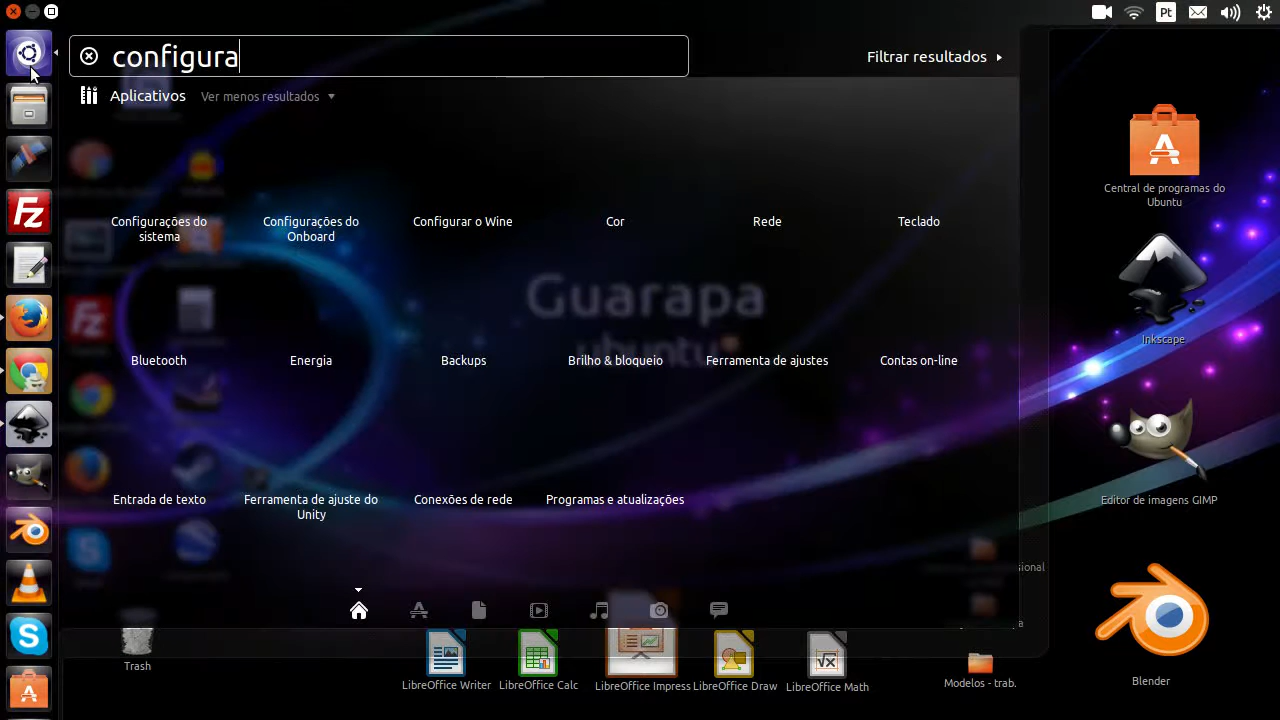 Pt
configura
Filtrar resultados
Aplicativos Ver menos resultados
Configurações do sistema
Configurações do Onboard
Configurar o Wine
Cor
Rede
Teclado
Bluetooth
Energia
Backups
Brilho & bloqueio
Ferramenta de ajustes
Contas on-line
Entrada de texto
Ferramenta de ajuste do Unity
Conexões de rede
Programas e atualizações
Guarapa
ubuntu
Central de programas do
Ubuntu
Inkscape
Editor de imagens GIMP
Blender
Fz
Trash
LibreOffice Writer
LibreOffice Calc
LibreOffice Impress
LibreOffice Draw
LibreOffice Math
Modelos - trab.